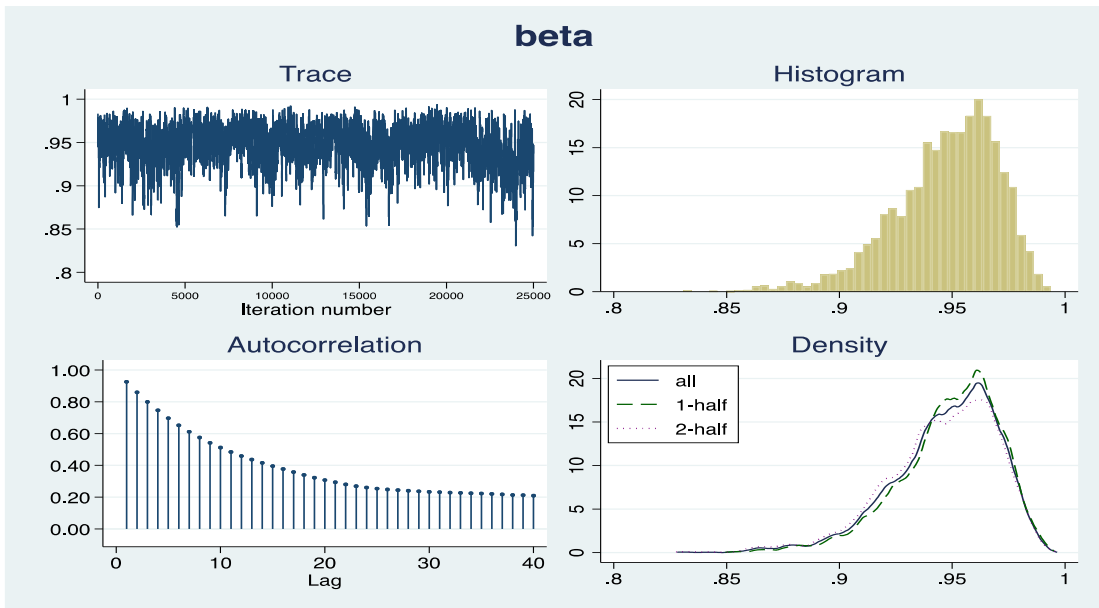 beta
Trace
1
.95
.9
.85
.8
0 5000 10000 15000 20000 25000
Iteration number
Histogram
20
15
10
5
0
.8 .85 .9 .95 1
Autocorrelation
1.00
0.80
0.60
0.40
0.20
0.00
0 10 20 30 40
Lag
Density
all
1-half
2-half
20
15
10
5
0
.8 .85 .9 .95 1